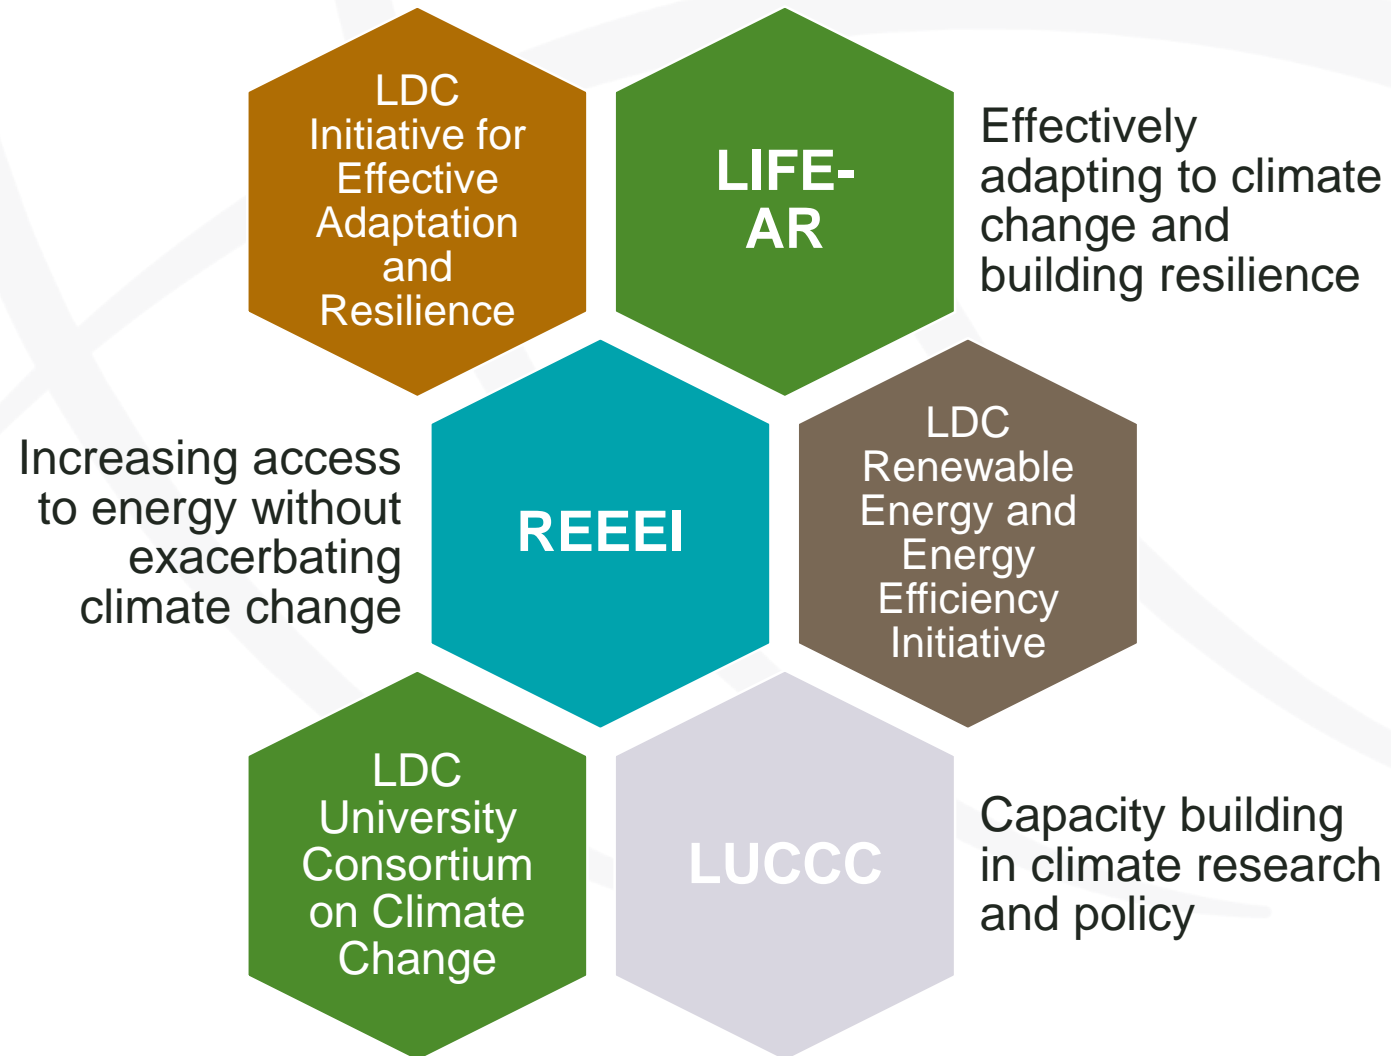 LDC
Initiative for
Effective
Adaptation
and
Resilience
LIFE-
AR
Effectively
adapting to climate
change and
building resilience
Increasing access
to energy without
exacerbating
climate change
REEEI
LDC
Renewable
Energy and
Energy
Efficiency
Initiative
LDC
University
Consortium
on Climate
Change
LUCCC
Capacity building
in climate research
and policy